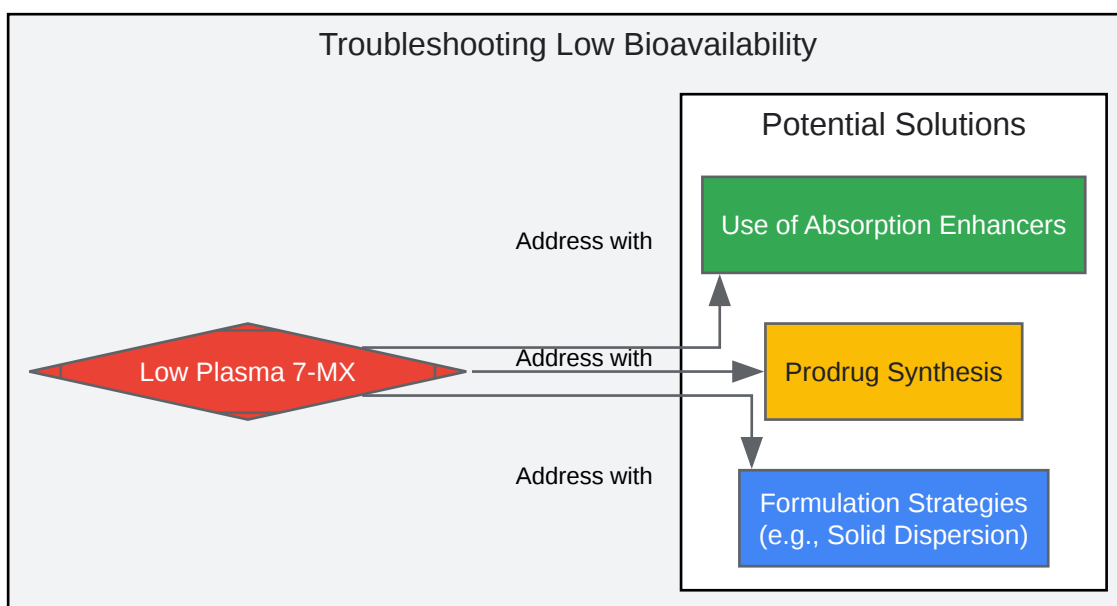 Troubleshooting Low Bioavailability
Potential Solutions
Use of Absorption Enhancers
Address with
Low Plasma 7-MX
Address with
Prodrug Synthesis
Address with
Formulation Strategies
(e.g., Solid Dispersion)